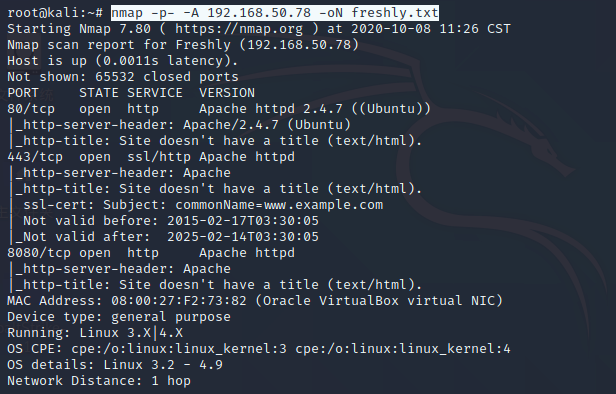 root@kali:~# nmap -p- -A 192.168.50.78 -oN freshly.txt
Starting Nmap 7.80 ( https://nmap.org ) at 2020-10-08 11:26 CST
Nmap scan report for Freshly (192.168.50.78)
Host is up (0.0011s latency).
Not shown: 65532 closed ports
PORT     STATE SERVICE  VERSION
80/tcp   open  http     Apache httpd 2.4.7 ((Ubuntu))
|_http-server-header: Apache/2.4.7 (Ubuntu)
|_http-title: Site doesn't have a title (text/html).
443/tcp  open  ssl/http Apache httpd
|_http-server-header: Apache
|_http-title: Site doesn't have a title (text/html).
| ssl-cert: Subject: commonName=www.example.com
| Not valid before: 2015-02-17T03:30:05
|_Not valid after:  2025-02-14T03:30:05
8080/tcp open  http     Apache httpd
|_http-server-header: Apache
|_http-title: Site doesn't have a title (text/html).
MAC Address: 08:00:27:F2:73:82 (Oracle VirtualBox virtual NIC)
Device type: general purpose
Running: Linux 3.X|4.X
OS CPE: cpe:/o:linux:linux_kernel:3 cpe:/o:linux:linux_kernel:4
OS details: Linux 3.2 - 4.9
Network Distance: 1 hop